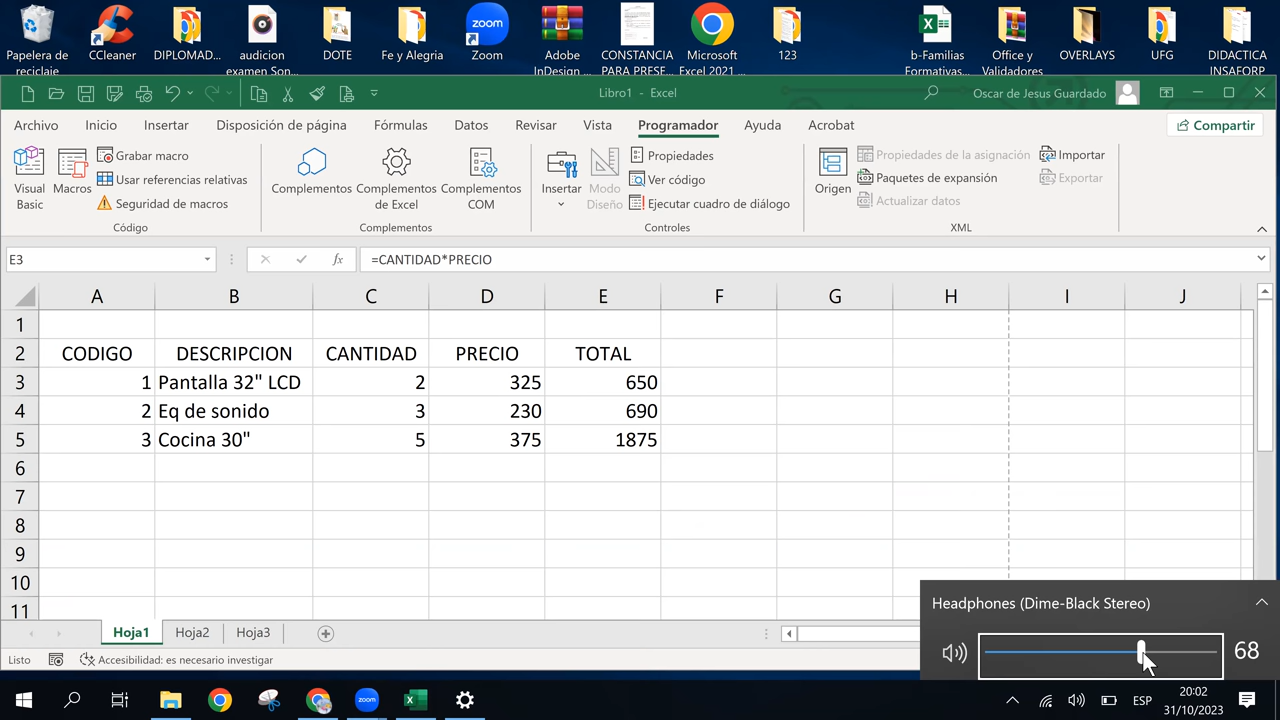 Papelera de
reciclaje
CCleaner
DIPLOMAD...
audicion
examen Son...
DOTE
Fe y Alegria
zoom
Zoom
Adobe
InDesign ...
CONSTANCIA
PARA PRESE...
Microsoft
Excel 2021 ...
123
b-Familias
Formativas...
Office y
Validadores
OVERLAYS
UFG
DIDACTICA
INSAFORP
Libro1 - Excel
Oscar de Jesus Guardado
Archivo Inicio Insertar Disposición de página Fórmulas Datos Revisar Vista Programador Ayuda Acrobat Compartir
Visual
Basic
Macros
Grabar macro
Usar referencias relativas
Seguridad de macros
Código
Complementos
Complementos
de Excel
Complementos
COM
Complementos
Insertar
Modo
Diseño
Propiedades
Ver código
Ejecutar cuadro de diálogo
Controles
Origen
Propiedades de la asignación
Paquetes de expansión
Actualizar datos
Importar
Exportar
XML
E3 fx =CANTIDAD*PRECIO
A B C D E F G H I J
1
2 CODIGO DESCRIPCION CANTIDAD PRECIO TOTAL
3 1 Pantalla 32" LCD 2 325 650
4 2 Eq de sonido 3 230 690
5 3 Cocina 30" 5 375 1875
6
7
8
9
10
11
Headphones (Dime-Black Stereo)
68
Hoja1 Hoja2 Hoja3
Listo Accesibilidad: es necesario investigar
zoom
ESP
20:02
31/10/2023